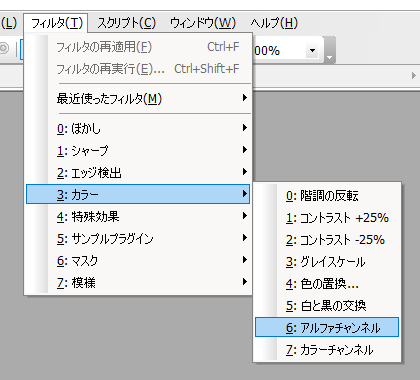 (L) フィルタ(T) スクリプト(C) ウィンドウ(W) ヘルプ(H)
フィルタの再適用(F) Ctrl+F
フィルタの再実行(E)... Ctrl+Shift+F
00%
最近使ったフィルタ(M)
0: ぼかし
1: シャープ
2: エッジ検出
3: カラー
4: 特殊効果
5: サンプルプラグイン
6: マスク
7: 模様
0: 階調の反転
1: コントラスト +25%
2: コントラスト -25%
3: グレイスケール
4: 色の置換...
5: 白と黒の交換
6: アルファチャンネル
7: カラーチャンネル